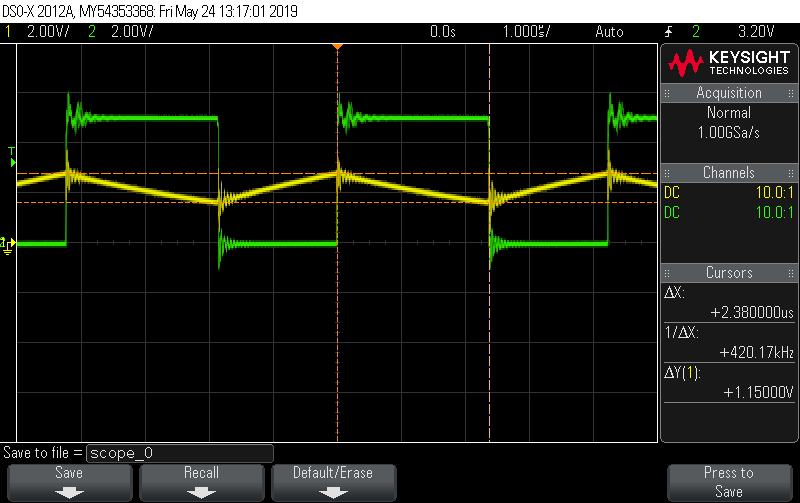 DSO-X 2012A, MY54353368: Fri May 24 13:17:01 2019
1 2.00V/ 2 2.00V/ 0.0s 1.000s/ Auto 2 3.20V
KEYSIGHT
TECHNOLOGIES
Acquisition
Normal
1.00GSa/s
Channels
DC 10.0:1
DC 10.0:1
Cursors
ΔX:
+2.380000us
1/ΔX:
+420.17kHz
ΔY(1):
+1.15000V
T
2
Save to file = scope_0
Save Recall Default/Erase Press to
Save